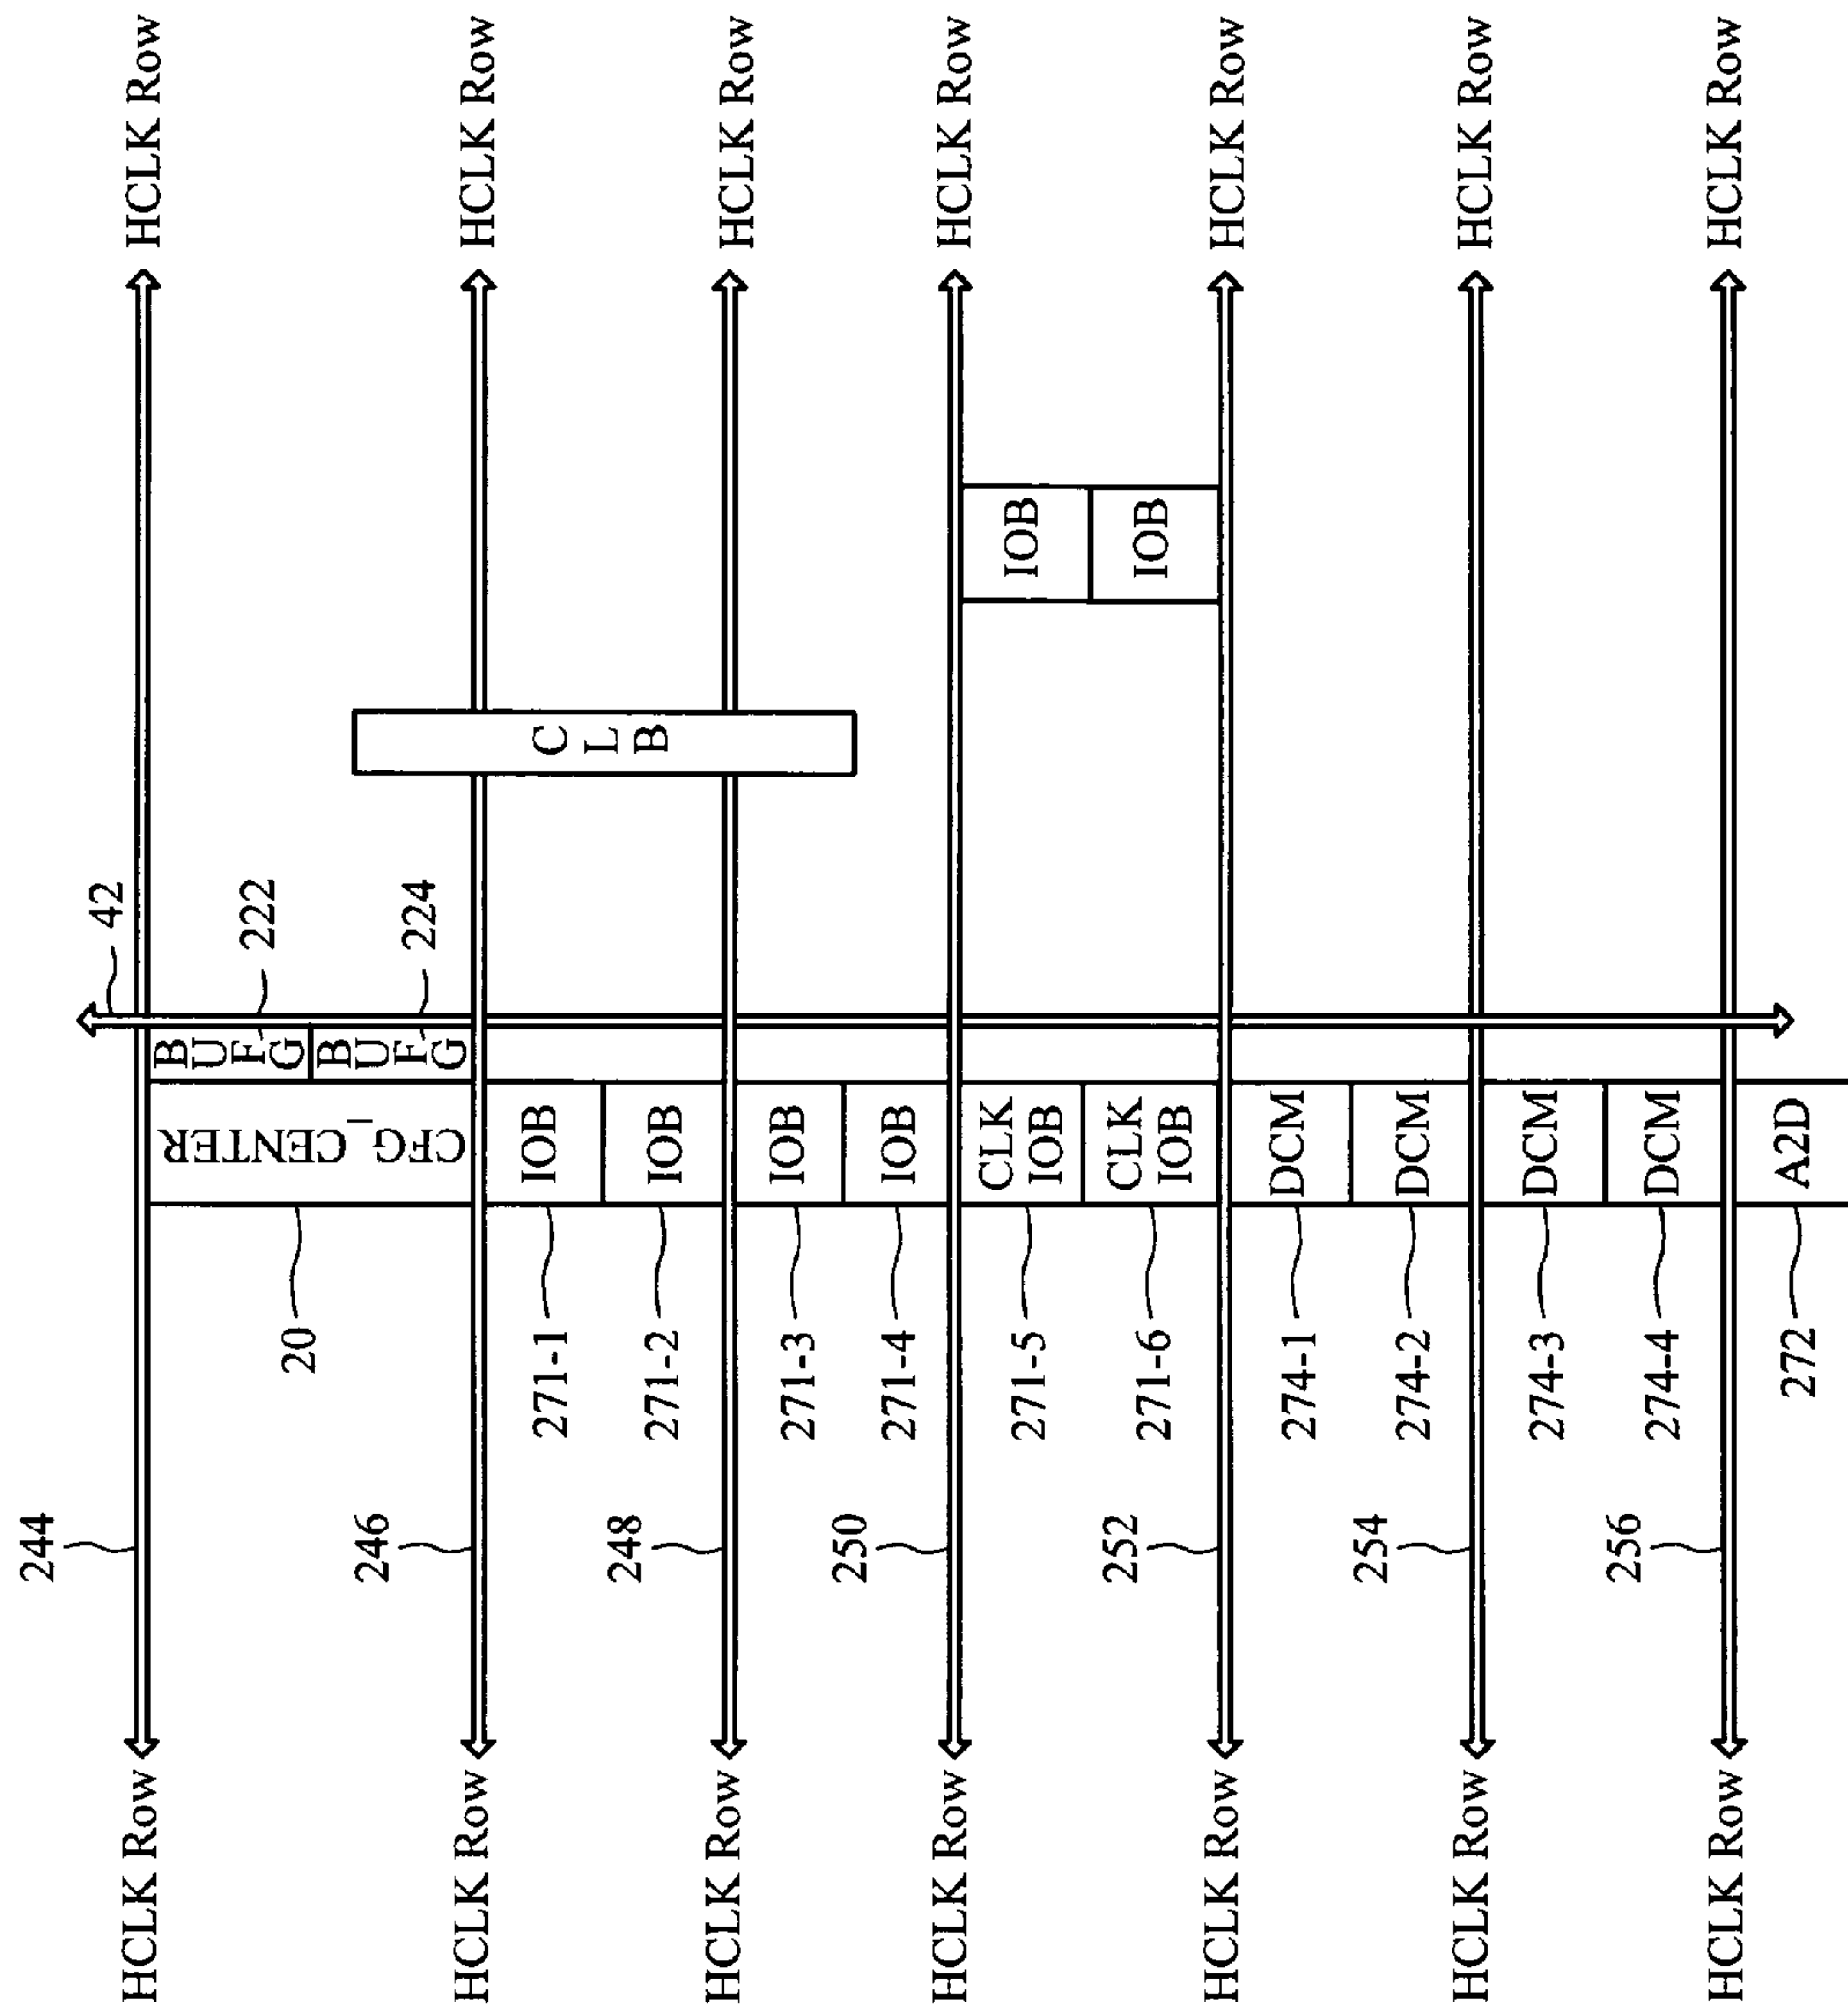 HCLK Row
244
HCLK Row
42
BUFG
222
BUFG
224
CFG_CENTER
20
HCLK Row
246
HCLK Row
CLB
IOB
271-1
IOB
271-2
HCLK Row
248
HCLK Row
IOB
271-3
IOB
271-4
HCLK Row
250
HCLK Row
CLK
IOB
271-5
IOB
CLK
IOB
271-6
IOB
HCLK Row
252
HCLK Row
DCM
274-1
DCM
274-2
HCLK Row
254
HCLK Row
DCM
274-3
DCM
274-4
HCLK Row
256
HCLK Row
A2D
272